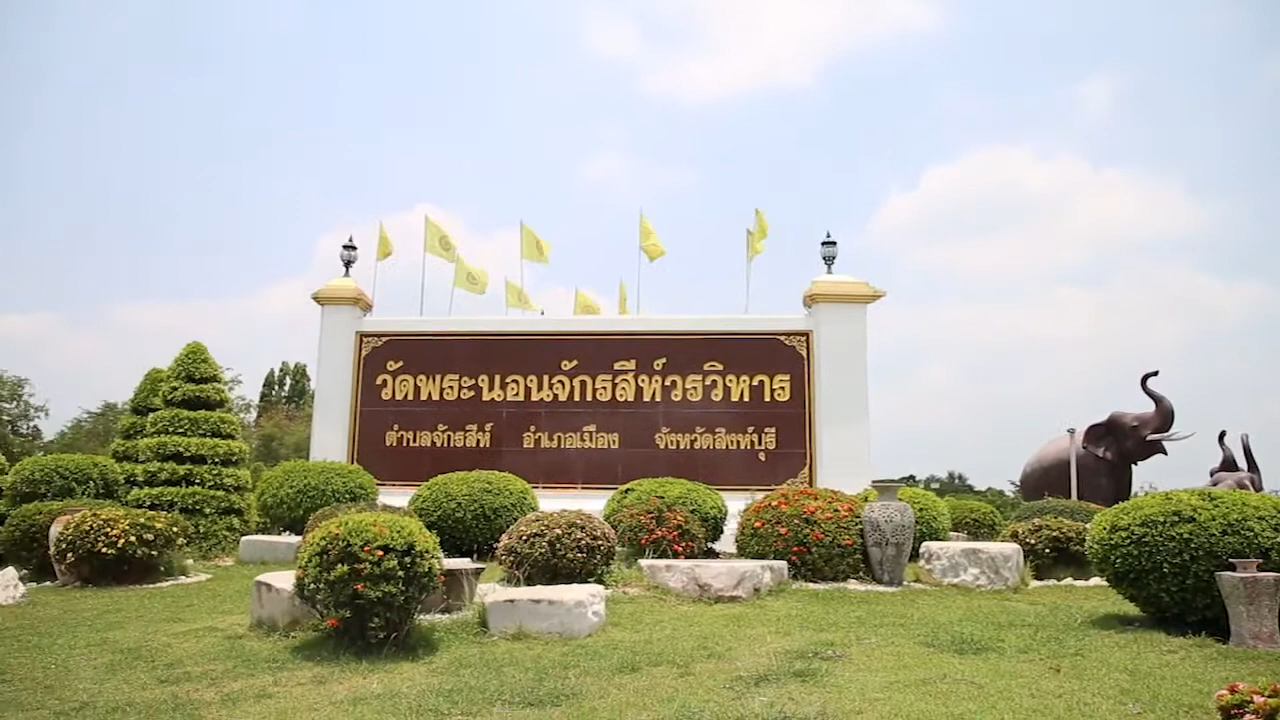 วัดพระนอนจักรสีห์วรวิหาร
ตำบลจักรสีห์ อำเภอเมือง จังหวัดสิงห์บุรี